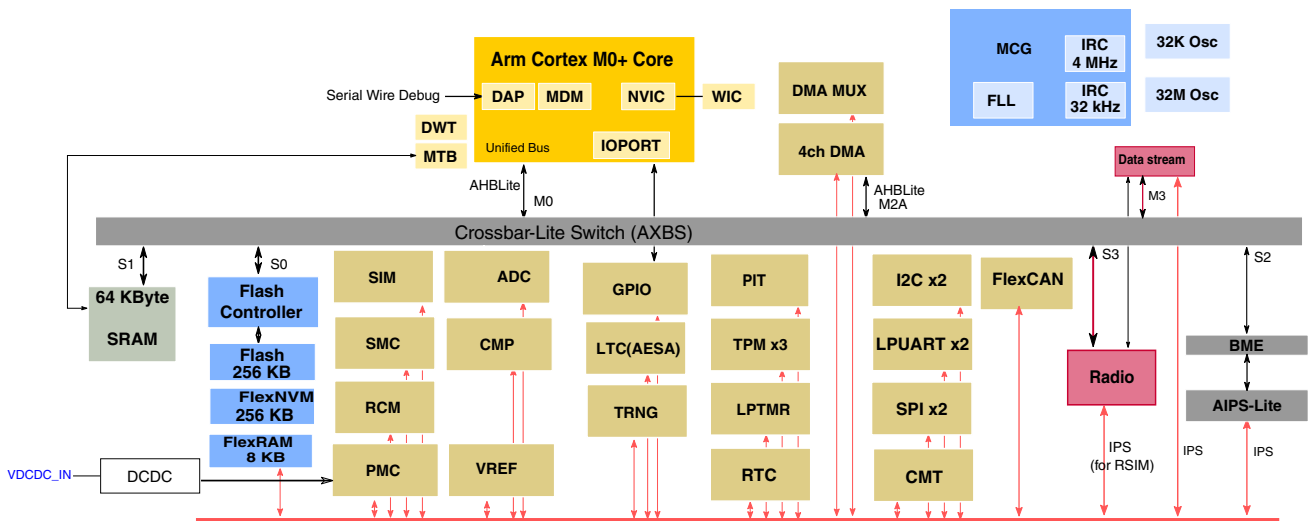 Arm Cortex M0+ Core
Serial Wire Debug
DAP
MDM
NVIC
WIC
DWT
MTB
Unified Bus
IOPORT
DMA MUX
4ch DMA
MCG
IRC
4 MHz
FLL
IRC
32 kHz
32K Osc
32M Osc
Data stream
AHBLite
M0
AHBLite
M2A
M3
Crossbar-Lite Switch (AXBS)
S1
S0
S3
S2
64 KByte
SRAM
Flash
Controller
Flash
256 KB
FlexNVM
256 KB
FlexRAM
8 KB
SIM
SMC
RCM
PMC
ADC
CMP
VREF
GPIO
LTC(AESA)
TRNG
PIT
TPM x3
LPTMR
RTC
I2C x2
LPUART x2
SPI x2
CMT
FlexCAN
Radio
BME
AIPS-Lite
IPS
(for RSIM)
IPS
IPS
VDCDC_IN
DCDC